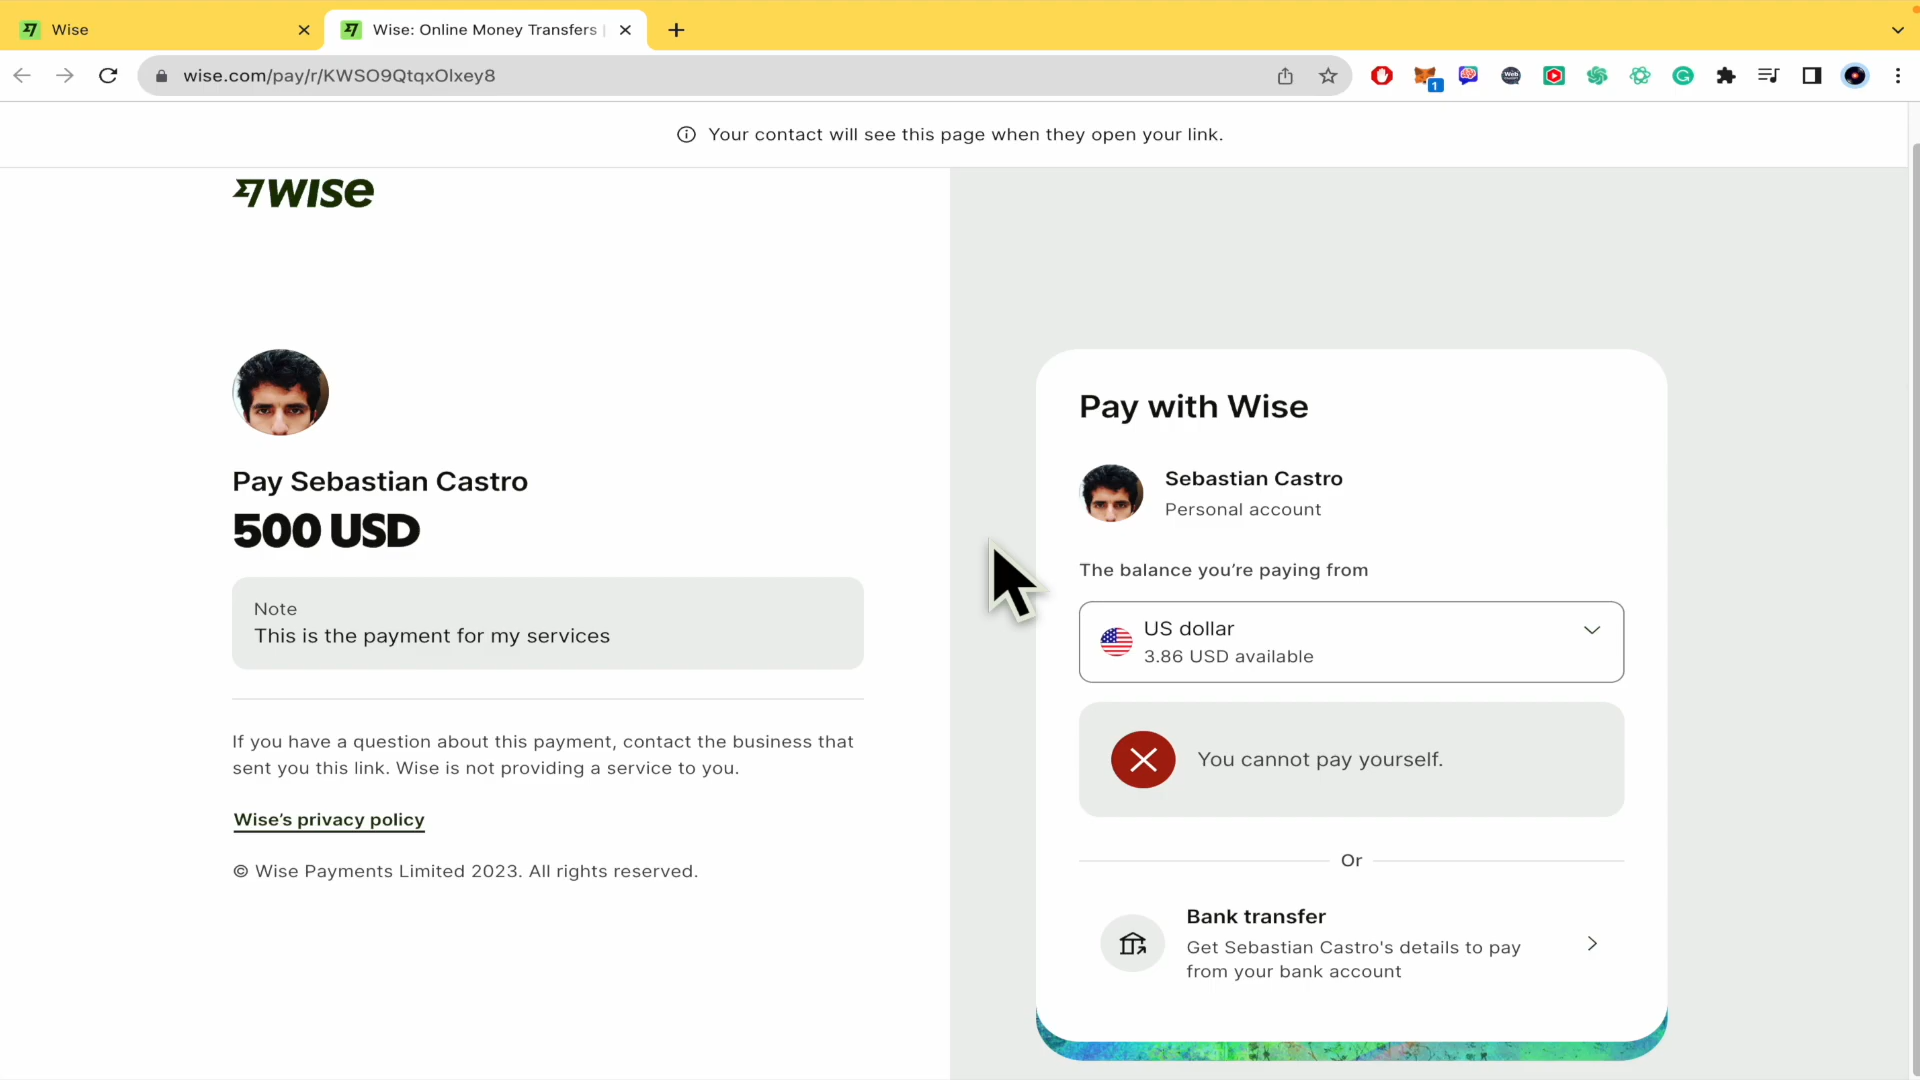 Wise
Wise: Online Money Transfers |
wise.com/pay/r/KWSO9QtqxOlxey8
1
Your contact will see this page when they open your link.
WISE
Pay Sebastian Castro
500 USD
Note
This is the payment for my services
If you have a question about this payment, contact the business that
sent you this link. Wise is not providing a service to you.
Wise's privacy policy
© Wise Payments Limited 2023. All rights reserved.
Pay with Wise
Sebastian Castro
Personal account
The balance you're paying from
US dollar
3.86 USD available
You cannot pay yourself.
Or
Bank transfer
Get Sebastian Castro's details to pay
from your bank account